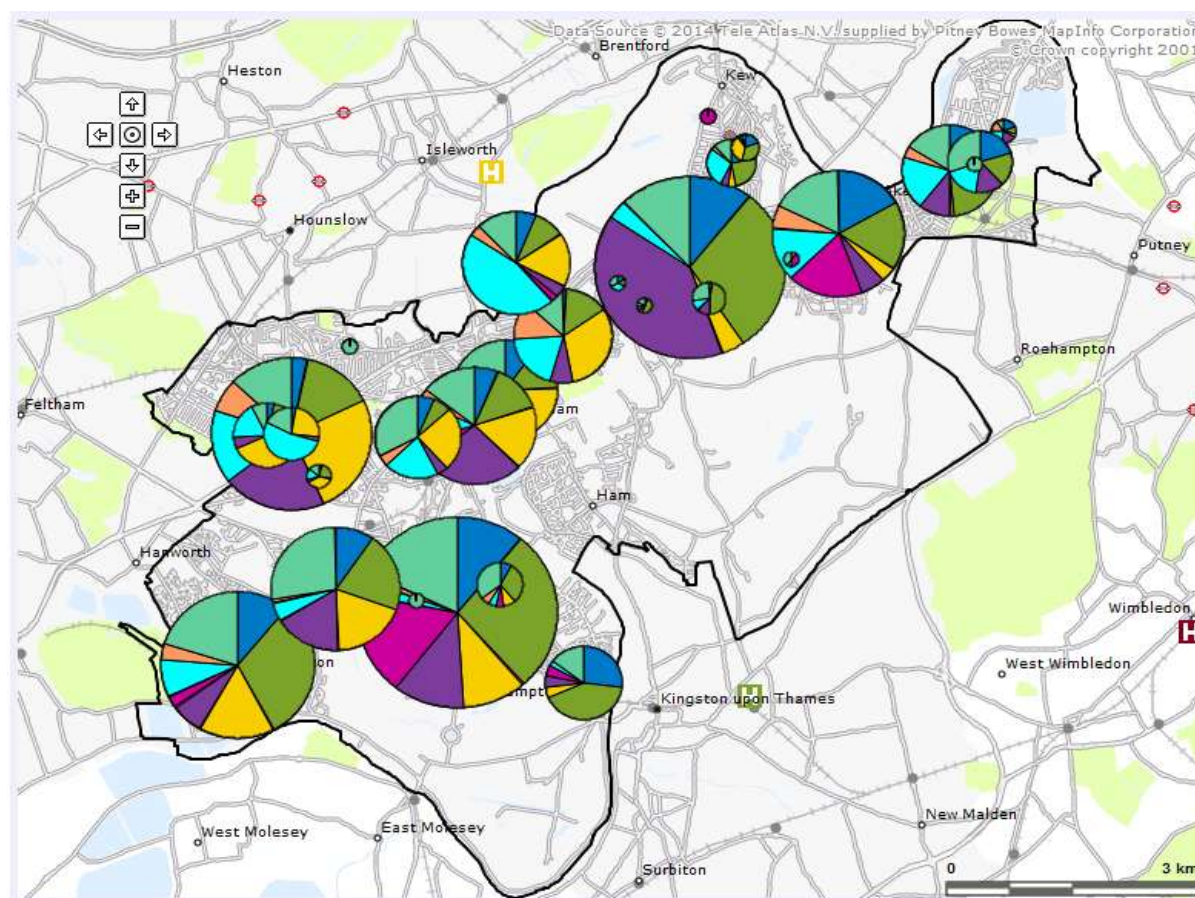 Data Source © 2014 Tele Atlas N.V. supplied by Pitney Bowes MapInfo Corporation
© Crown copyright 2001
Brentford
Heston
Kew
Isleworth
H
Hounslow
Putney
Roehampton
Feltham
Ham
Hanworth
Wimbledon
H
West Wimbledon
Kingston upon Thames
H
New Malden
West Molesey
East Molesey
Surbiton
0 3 km